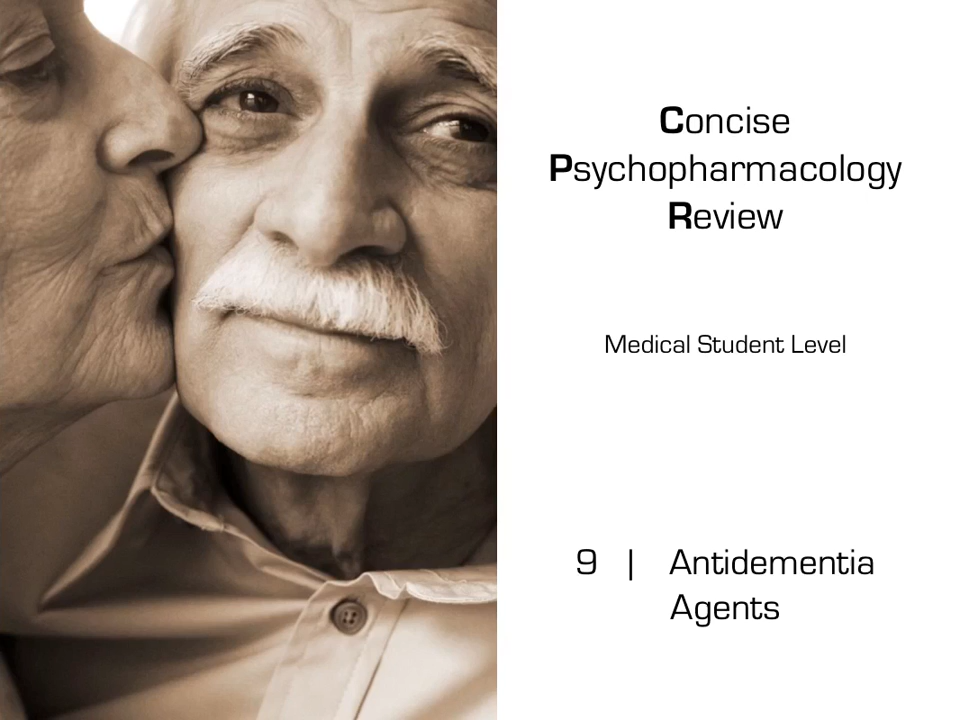 Concise
Psychopharmacology
Review
Medical Student Level
9 | Antidementia
Agents